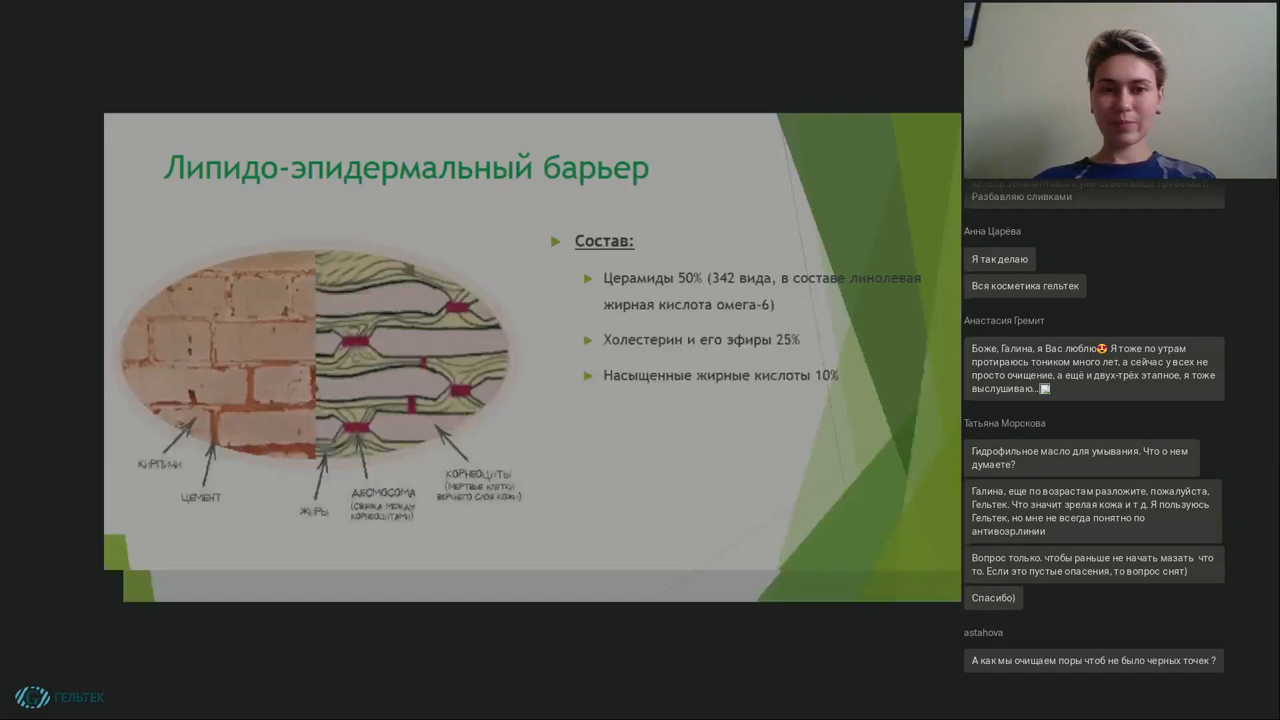 Липидо-эпидермальный барьер
Состав:
Церамиды 50% (342 вида, в составе линолевая
жирная кислота омега-6)
Холестерин и его эфиры 25%
Насыщенные жирные кислоты 10%
КИРПИЧИ
ЦЕМЕНТ
ЖИРЫ
ДЕСМОСОМА
(СВЯЗКА МЕЖДУ
КОРНЕОЦИТАМИ)
КОРНЕОЦИТЫ
(МЕРТВЫЕ КЛЕТКИ
ВЕРХНЕГО СЛОЯ КОЖИ)
ГЕЛЬТЕК
Разбавляю сливками
Анна Царёва
Я так делаю
Вся косметика гельтек
Анастасия Гремит
Боже, Галина, я Вас люблю😍 Я тоже по утрам
протираюсь тоником много лет, а сейчас у всех не
просто очищение, а ещё и двух-трёх этапное, я тоже
выслушиваю...
Татьяна Морскова
Гидрофильное масло для умывания. Что о нем
думаете?
Галина, еще по возрастам разложите, пожалуйста,
Гельтек. Что значит зрелая кожа и т д. Я пользуюсь
Гельтек, но мне не всегда понятно по
антивозр.линии
Вопрос только. чтобы раньше не начать мазать что
то. Если это пустые опасения, то вопрос снят)
Спасибо)
astahova
А как мы очищаем поры чтоб не было черных точек ?